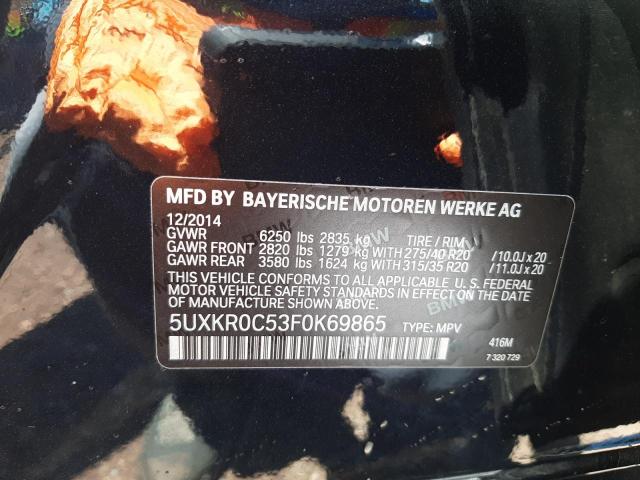 MFD BY BAYERISCHE MOTOREN WERKE AG
12/2014
GVWR 6250 lbs 2835 kg TIRE / RIM
GAWR FRONT 2820 lbs 1279 kg WITH 275/40 R20 /10.0J x 20
GAWR REAR 3580 lbs 1624 kg WITH 315/35 R20 /11.0J x 20
THIS VEHICLE CONFORMS TO ALL APPLICABLE U. S. FEDERAL
MOTOR VEHICLE SAFETY STANDARDS IN EFFECT ON THE
DATE OF MANUFACTURE SHOWN ABOVE.
5UXKR0C53F0K69865 TYPE: MPV
416M
7 320 729